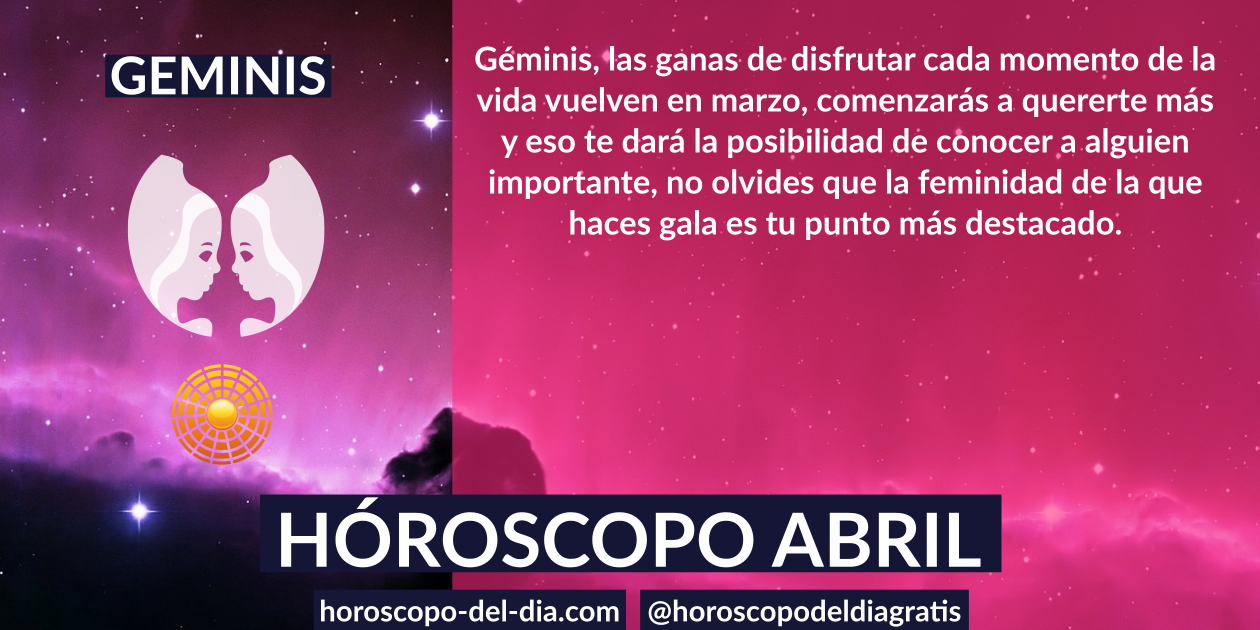 GEMINIS
Géminis, las ganas de disfrutar cada momento de la
vida vuelven en marzo, comenzarás a quererte más
y eso te dará la posibilidad de conocer a alguien
importante, no olvides que la feminidad de la que
haces gala es tu punto más destacado.
HÓROSCOPO ABRIL
horoscopo-del-dia.com
@horoscopodeldiagratis